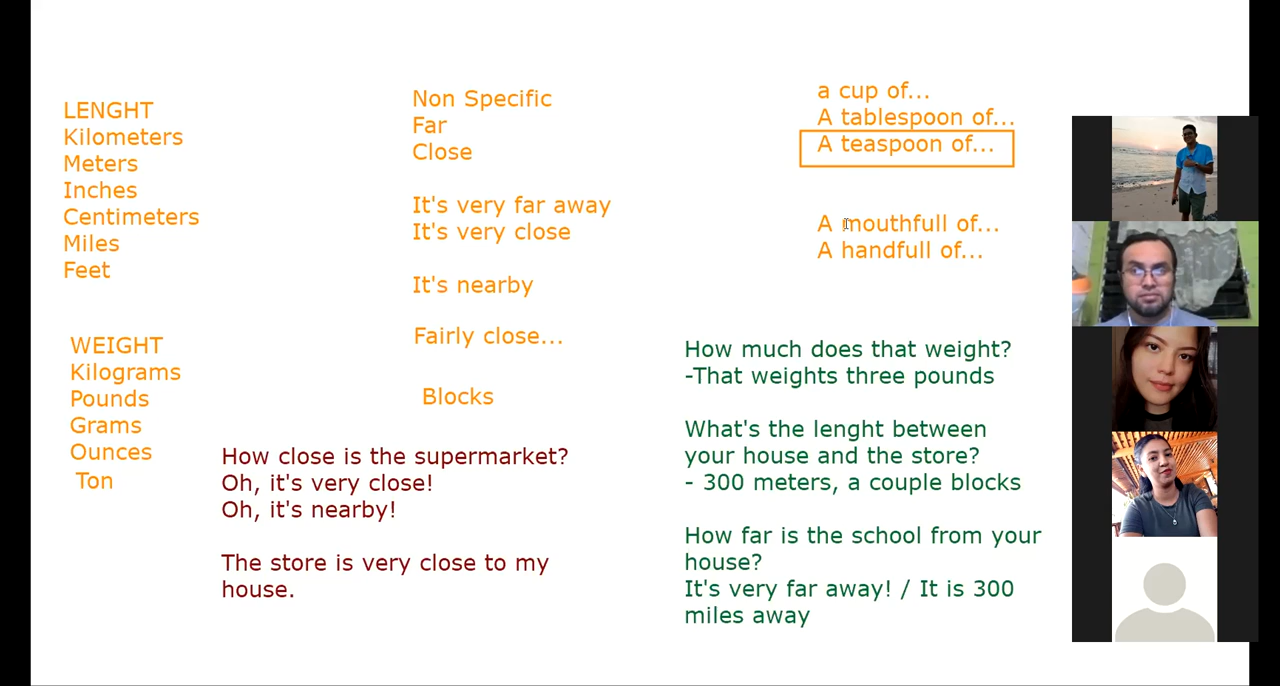 LENGHT
Kilometers
Meters
Inches
Centimeters
Miles
Feet
WEIGHT
Kilograms
Pounds
Grams
Ounces
Ton
Non Specific
Far
Close
It's very far away
It's very close
It's nearby
Fairly close...
Blocks
How close is the supermarket?
Oh, it's very close!
Oh, it's nearby!
The store is very close to my
house.
a cup of...
A tablespoon of...
A teaspoon of...
A mouthfull of...
A handfull of...
How much does that weight?
-That weights three pounds
What's the lenght between
your house and the store?
- 300 meters, a couple blocks
How far is the school from your
house?
It's very far away! / It is 300
miles away